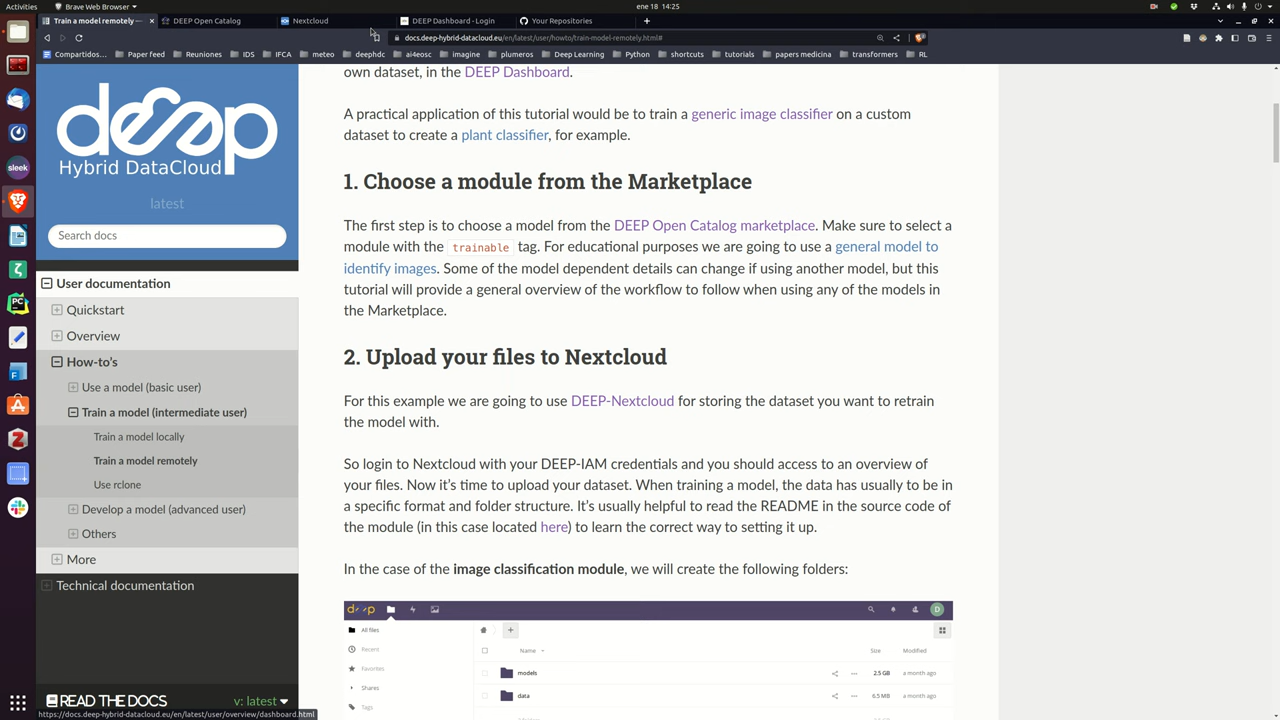 Activities
Brave Web Browser
ene 18 14:25
Train a model remotely —
DEEP Open Catalog
Nextcloud
DEEP Dashboard - Login
Your Repositories
docs.deep-hybrid-datacloud.eu/en/latest/user/howto/train-model-remotely.html#
Compartidos...
Paper feed
Reuniones
IDS
IFCA
meteo
deephdc
ai4eosc
imagine
plumeros
Deep Learning
Python
shortcuts
tutorials
papers medicina
transformers
RL
deep
Hybrid DataCloud
latest
Search docs
User documentation
Quickstart
Overview
How-to's
Use a model (basic user)
Train a model (intermediate user)
Train a model locally
Train a model remotely
Use rclone
Develop a model (advanced user)
Others
More
Technical documentation
READ THE DOCS
v: latest
https://docs.deep-hybrid-datacloud.eu/en/latest/user/overview/dashboard.html
own dataset, in the DEEP Dashboard.
A practical application of this tutorial would be to train a generic image classifier on a custom
dataset to create a plant classifier, for example.
1. Choose a module from the Marketplace
The first step is to choose a model from the DEEP Open Catalog marketplace. Make sure to select a
module with the trainable tag. For educational purposes we are going to use a general model to
identify images. Some of the model dependent details can change if using another model, but this
tutorial will provide a general overview of the workflow to follow when using any of the models in
the Marketplace.
2. Upload your files to Nextcloud
For this example we are going to use DEEP-Nextcloud for storing the dataset you want to retrain
the model with.
So login to Nextcloud with your DEEP-IAM credentials and you should access to an overview of
your files. Now it's time to upload your dataset. When training a model, the data has usually to be in
a specific format and folder structure. It's usually helpful to read the README in the source code of
the module (in this case located here) to learn the correct way to setting it up.
In the case of the image classification module, we will create the following folders:
deep
D
All files
Recent
Favorites
Shares
Tags
Name
Size
Modified
models
2.5 GB
a month ago
data
6.5 MB
a month ago
sleek
PC